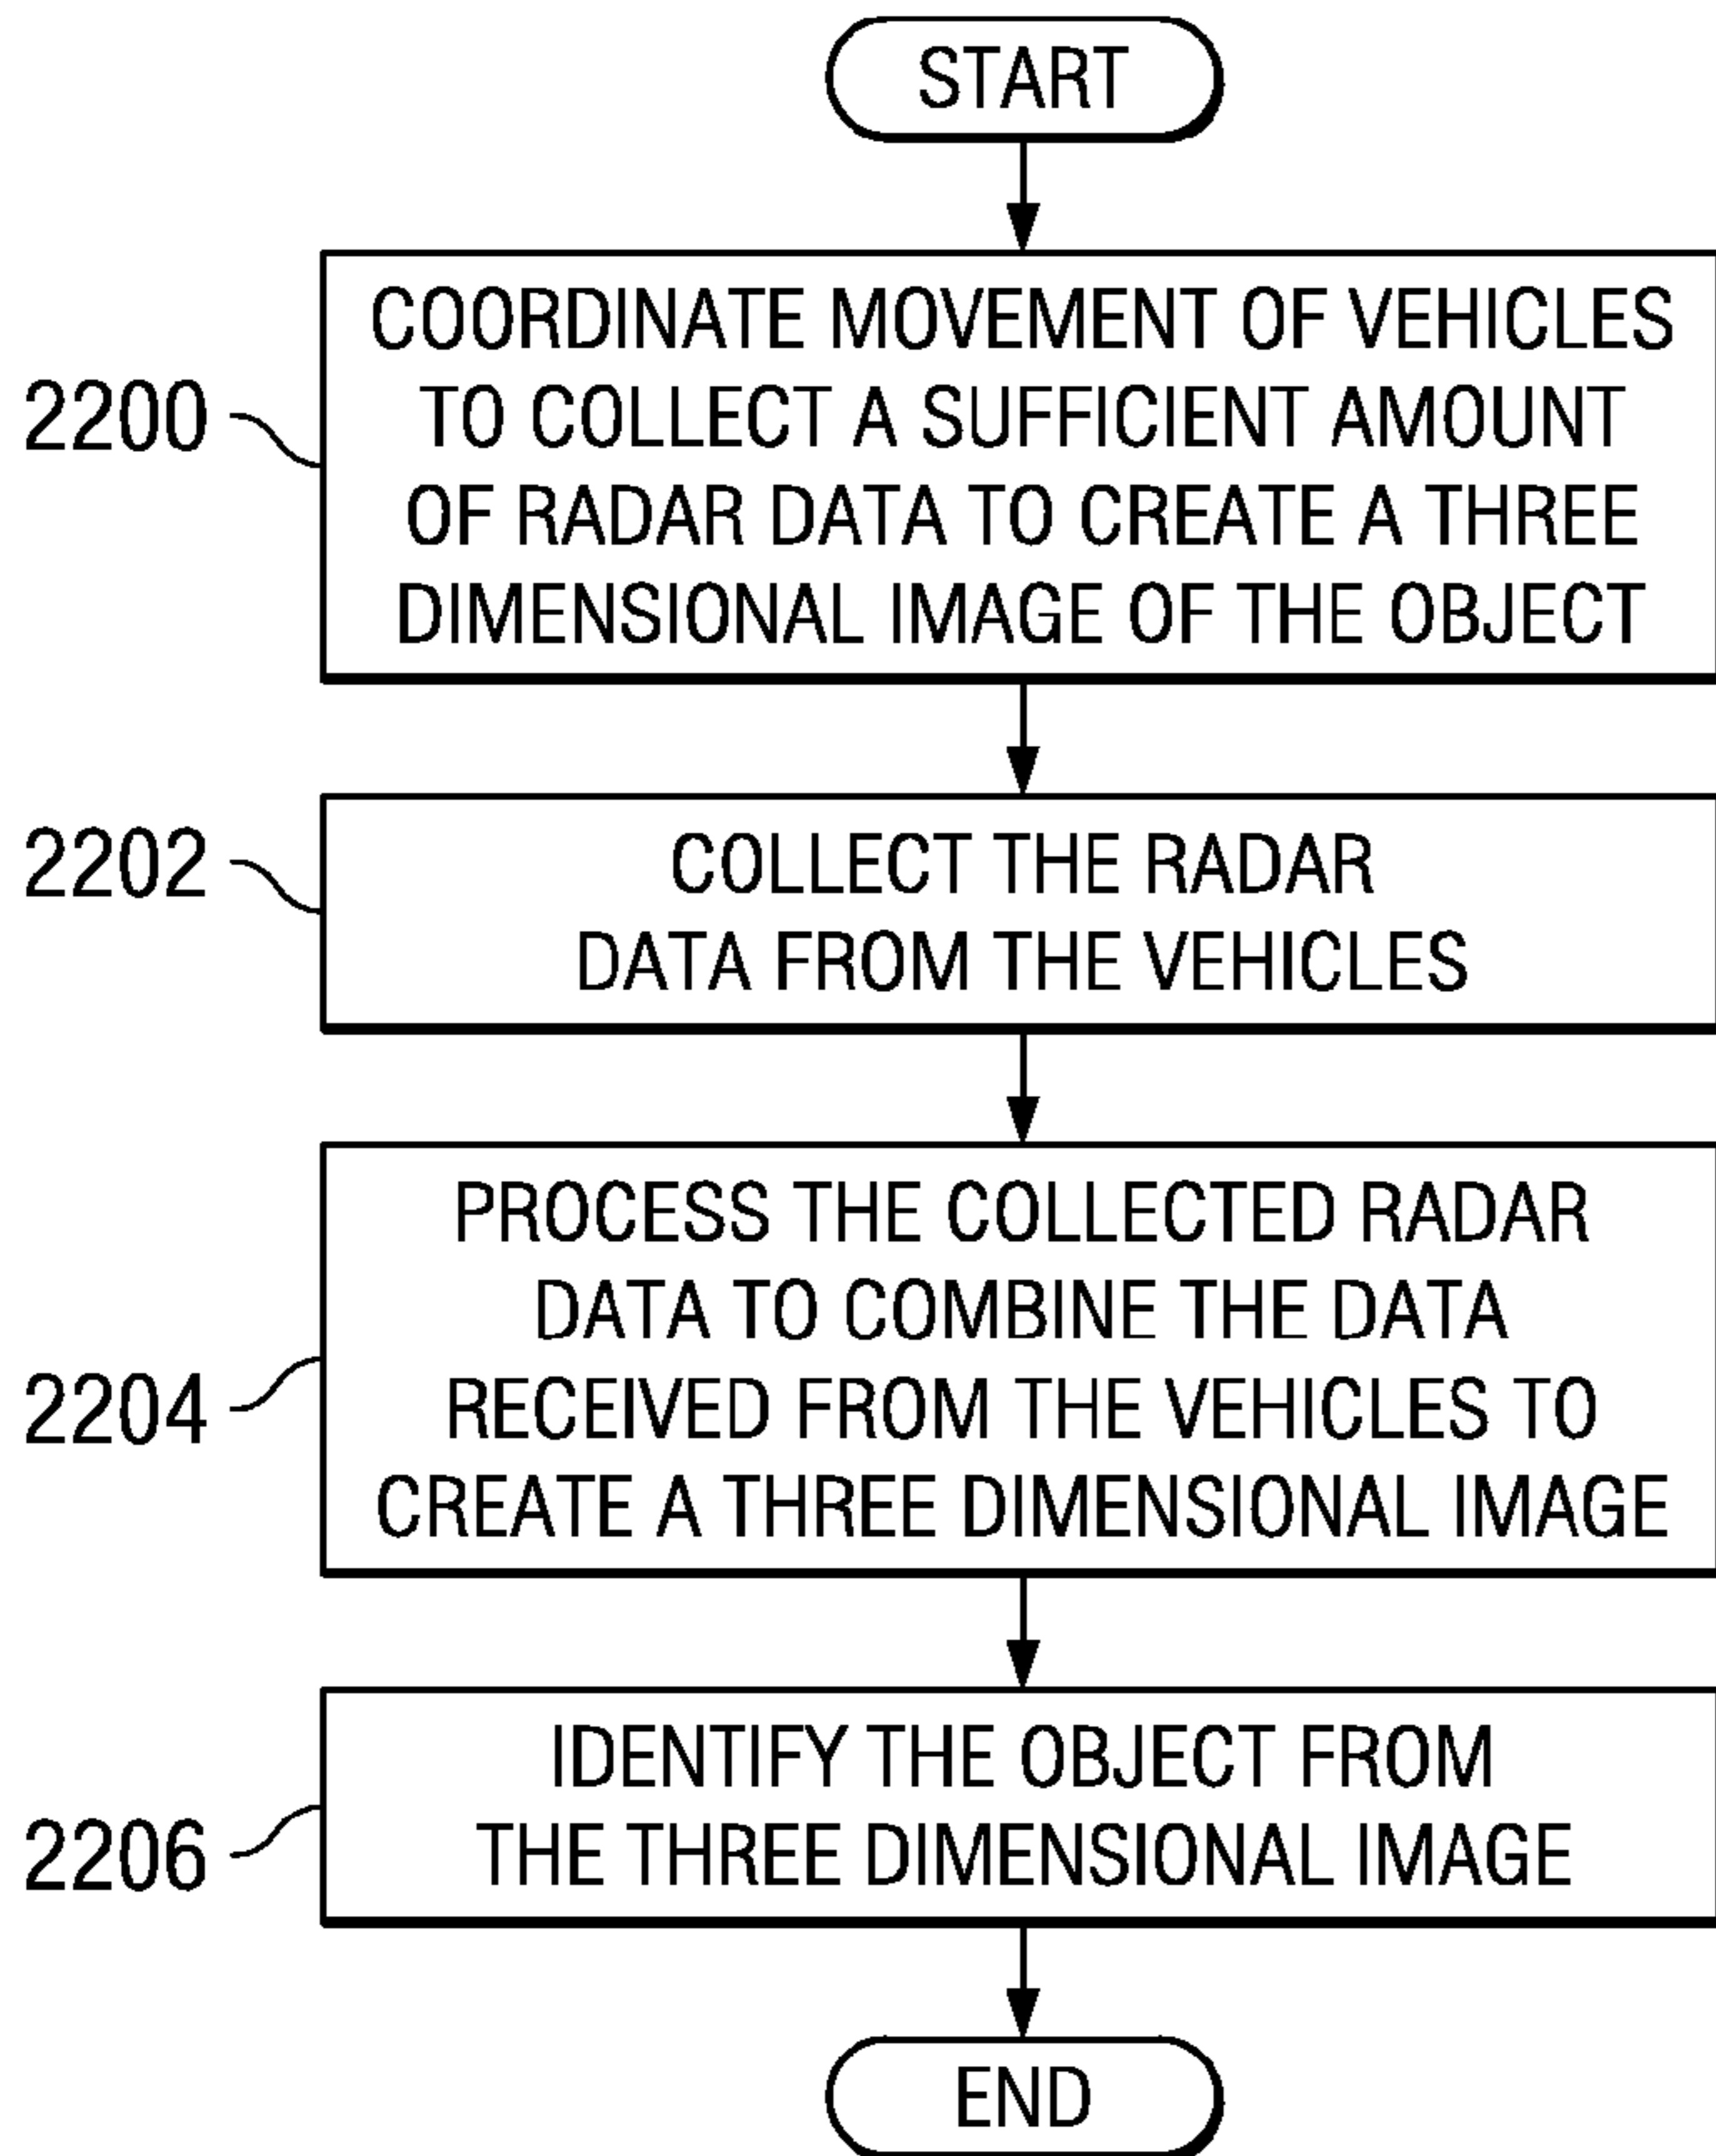 START
2200
COORDINATE MOVEMENT OF VEHICLES
TO COLLECT A SUFFICIENT AMOUNT
OF RADAR DATA TO CREATE A THREE
DIMENSIONAL IMAGE OF THE OBJECT
2202
COLLECT THE RADAR
DATA FROM THE VEHICLES
2204
PROCESS THE COLLECTED RADAR
DATA TO COMBINE THE DATA
RECEIVED FROM THE VEHICLES TO
CREATE A THREE DIMENSIONAL IMAGE
2206
IDENTIFY THE OBJECT FROM
THE THREE DIMENSIONAL IMAGE
END